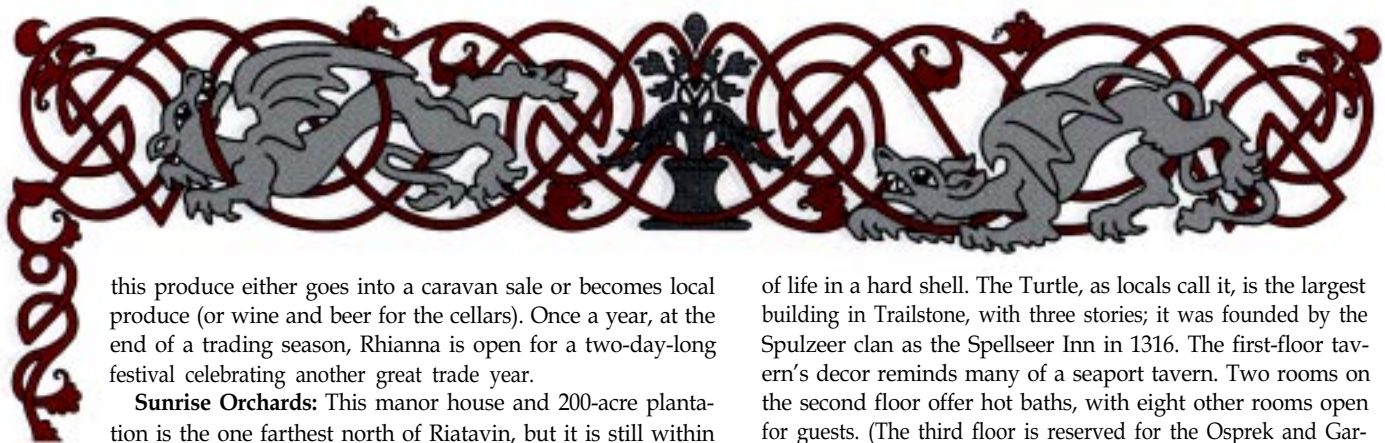 this produce either goes into a caravan sale or becomes local
produce (or wine and beer for the cellars). Once a year, at the
end of a trading season, Rhianna is open for a two-day-long
festival celebrating another great trade year.
Sunrise Orchards: This manor house and 200-acre planta-
tion is the one farthest north of Riatavin, but it is still within
of life in a hard shell. The Turtle, as locals call it, is the largest
building in Trailstone, with three stories; it was founded by the
Spulzeer clan as the Spellseer Inn in 1316. The first-floor tav-
ern's decor reminds many of a seaport tavern. Two rooms on
the second floor offer hot baths, with eight other rooms open
for guests. (The third floor is reserved for the Osprek and Gar-